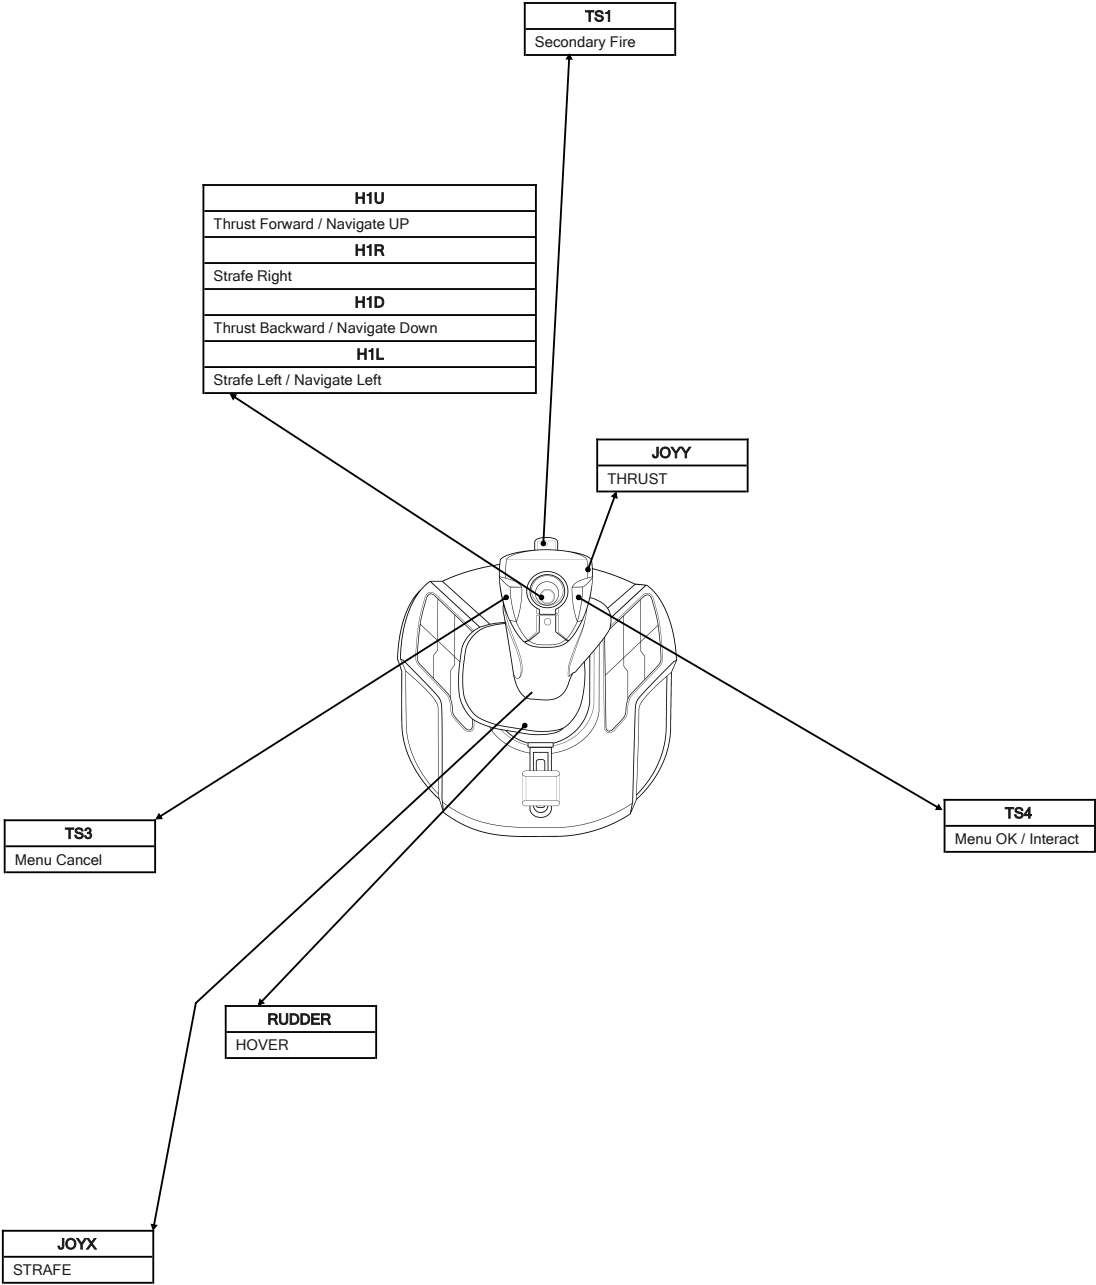 TS1
Secondary Fire
H1U
Thrust Forward / Navigate UP
H1R
Strafe Right
H1D
Thrust Backward / Navigate Down
H1L
Strafe Left / Navigate Left
JOYY
THRUST
TS3
Menu Cancel
TS4
Menu OK / Interact
RUDDER
HOVER
JOYX
STRAFE